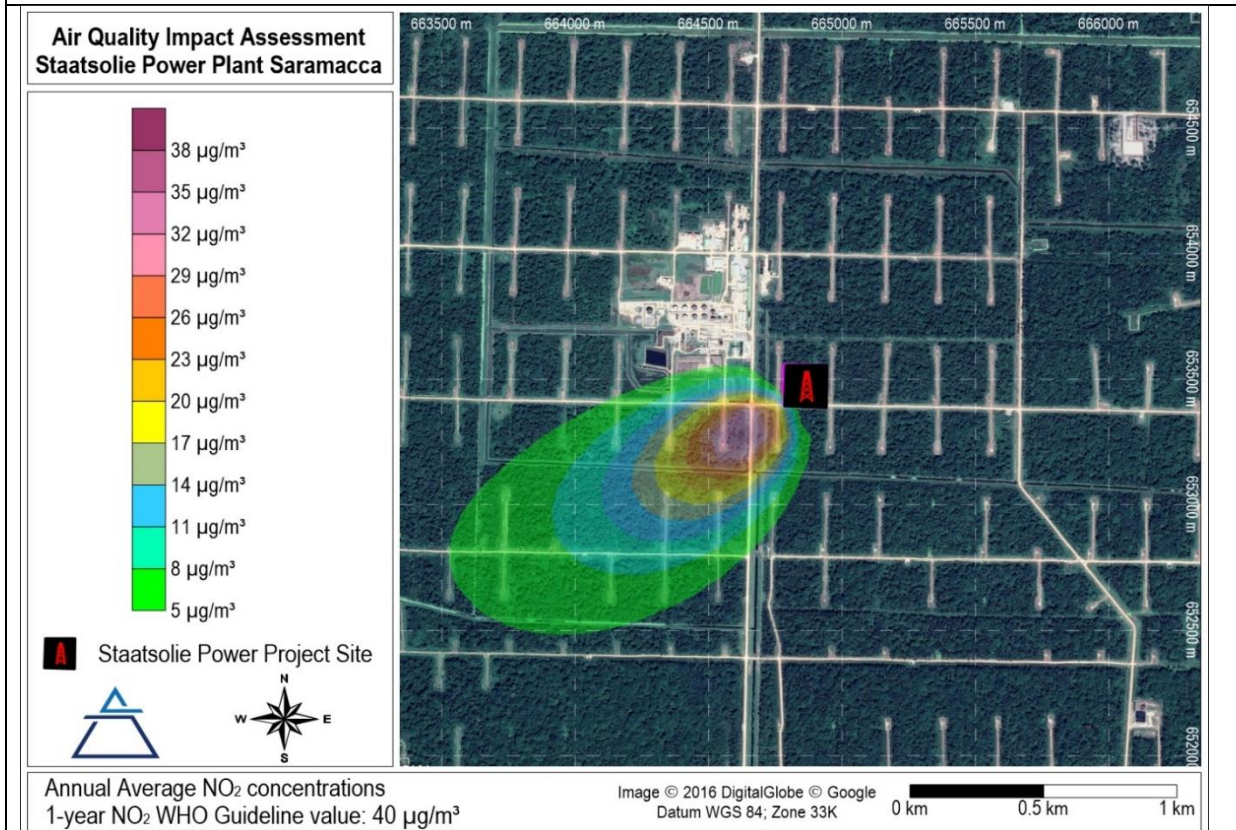 Air Quality Impact Assessment
Staatsolie Power Plant Saramacca
38 µg/m³
35 µg/m³
32 µg/m³
29 µg/m³
26 µg/m³
23 µg/m³
20 µg/m³
17 µg/m³
14 µg/m³
11 µg/m³
8 µg/m³
5 µg/m³
Staatsolie Power Project Site
N
W E
S
663500 m 664000 m 664500 m 665000 m 665500 m 666000 m
654500 m
654000 m
653500 m
653000 m
652500 m
Annual Average NO₂ concentrations
1-year NO₂ WHO Guideline value: 40 µg/m³
Image © 2016 DigitalGlobe © Google
Datum WGS 84; Zone 33K
0 km 0.5 km 1 km